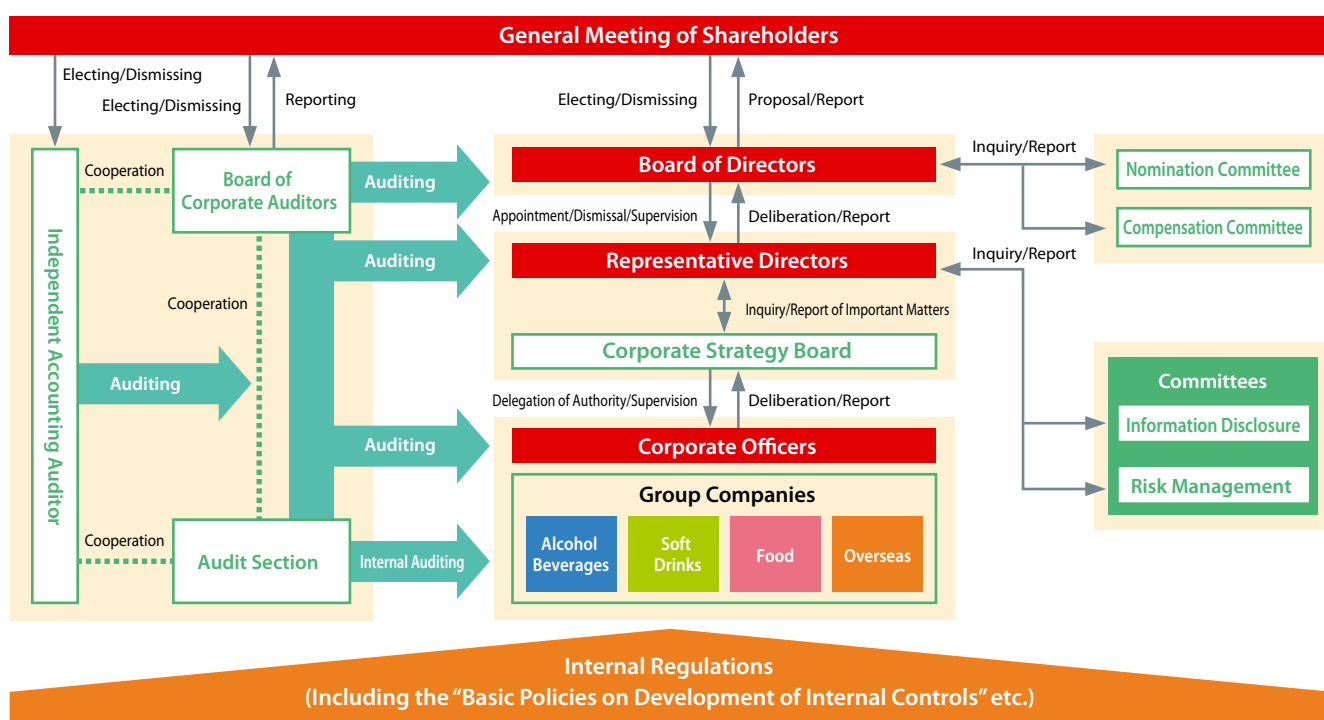 General Meeting of Shareholders
Electing/Dismissing
Electing/Dismissing
Reporting
Electing/Dismissing
Proposal/Report
Independent Accounting Auditor
Cooperation
Board of
Corporate Auditors
Auditing
Board of Directors
Inquiry/Report
Nomination Committee
Compensation Committee
Appointment/Dismissal/Supervision
Deliberation/Report
Auditing
Representative Directors
Inquiry/Report
Cooperation
Inquiry/Report of Important Matters
Corporate Strategy Board
Auditing
Delegation of Authority/Supervision
Deliberation/Report
Committees
Information Disclosure
Risk Management
Auditing
Corporate Officers
Group Companies
Cooperation
Audit Section
Internal Auditing
Alcohol
Beverages
Soft
Drinks
Food
Overseas
Internal Regulations
(Including the “Basic Policies on Development of Internal Controls” etc.)